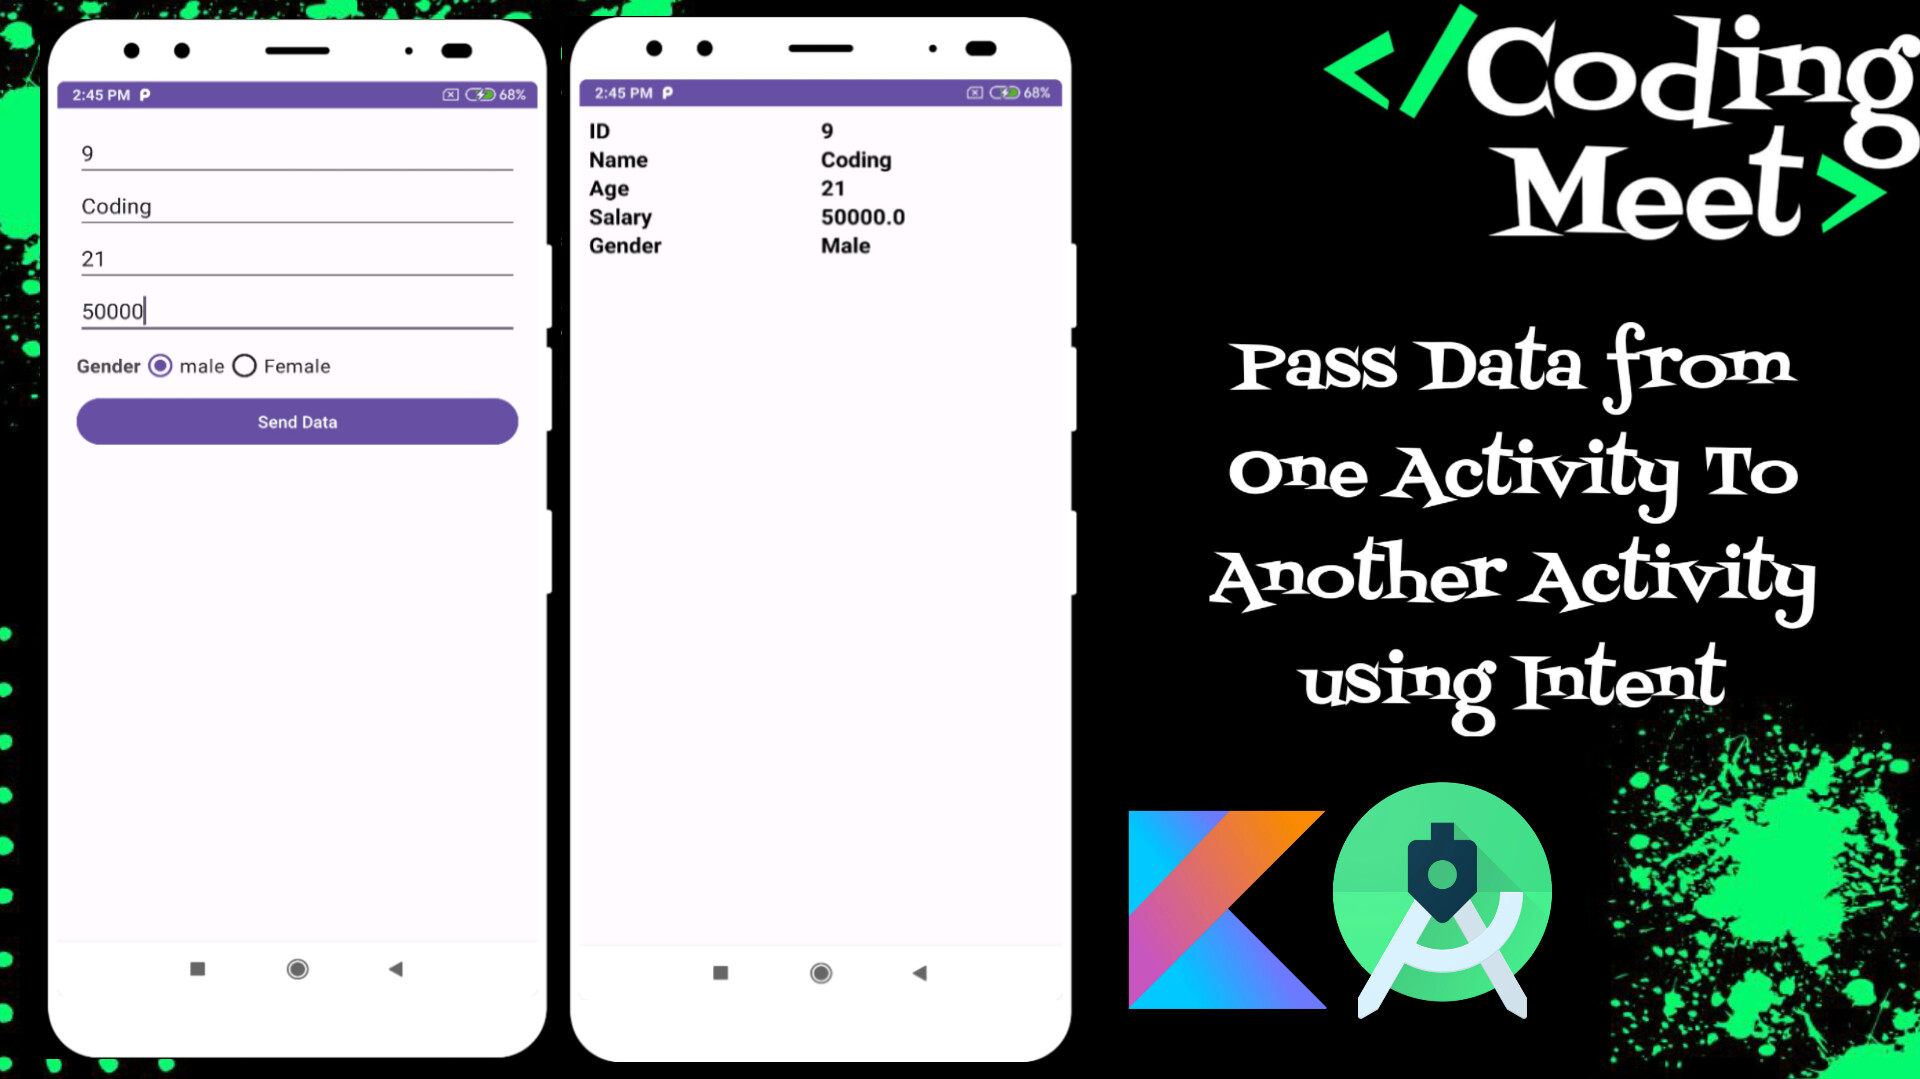 2:45 PM
68%
9
Coding
21
50000
Gender male Female
Send Data
2:45 PM
68%
ID 9
Name Coding
Age 21
Salary 50000.0
Gender Male
</Coding
Meet>
Pass Data from
One Activity To
Another Activity
using Intent